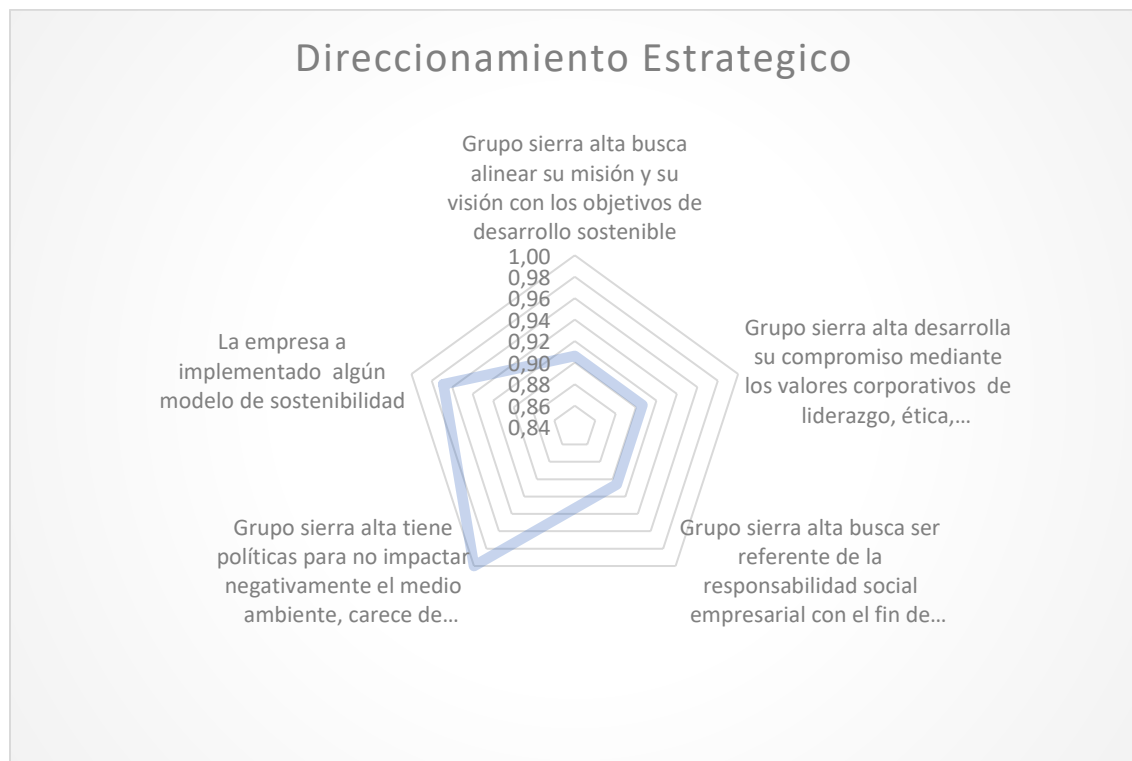 Direccionamiento Estrategico
Grupo sierra alta busca
alinear su misión y su
visión con los objetivos de
desarrollo sostenible
1,00
0,98
0,96
0,94
0,92
0,90
0,88
0,86
0,84
Grupo sierra alta desarrolla
su compromiso mediante
los valores corporativos de
liderazgo, ética,...
Grupo sierra alta busca ser
referente de la
responsabilidad social
empresarial con el fin de...
Grupo sierra alta tiene
políticas para no impactar
negativamente el medio
ambiente, carece de...
La empresa a
implementado algún
modelo de sostenibilidad